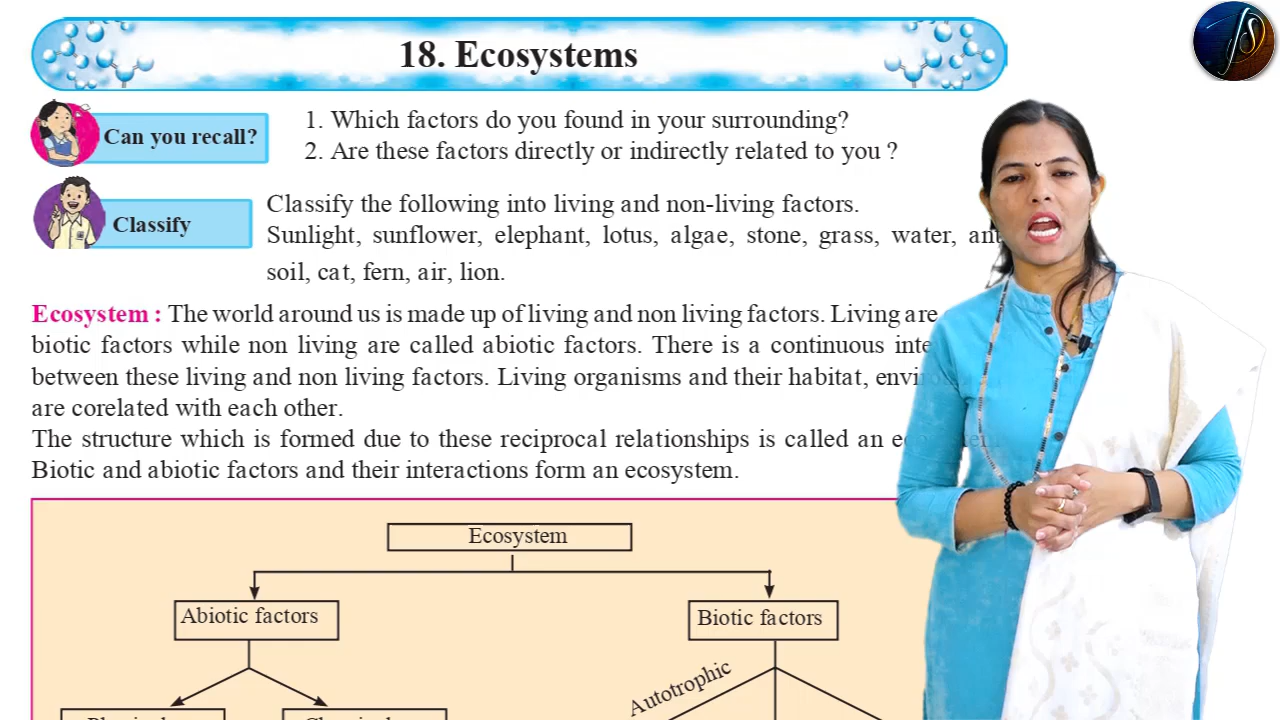 18. Ecosystems
Can you recall?
1. Which factors do you found in your surrounding?
2. Are these factors directly or indirectly related to you ?
Classify
Classify the following into living and non-living factors.
Sunlight, sunflower, elephant, lotus, algae, stone, grass, water,
soil, cat, fern, air, lion.
Ecosystem : The world around us is made up of living and non living factors. Living are
biotic factors while non living are called abiotic factors. There is a continuous
between these living and non living factors. Living organisms and their habitat,
are corelated with each other.
The structure which is formed due to these reciprocal relationships is called an
Biotic and abiotic factors and their interactions form an ecosystem.
Ecosystem
Abiotic factors
Biotic factors
Autotrophic